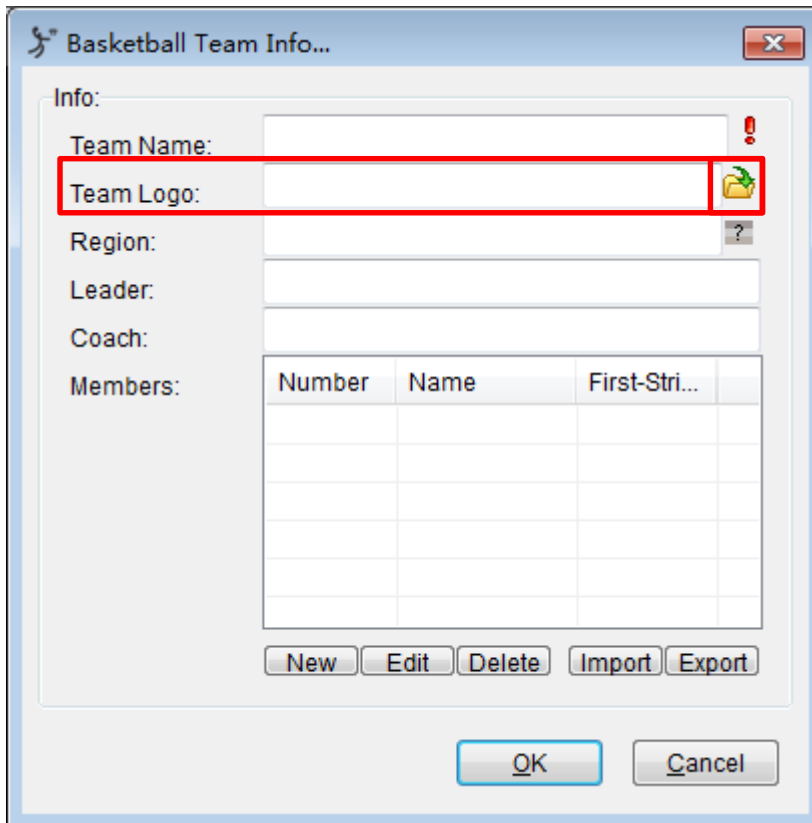 Basketball Team Info...
Info:
Team Name:
Team Logo:
Region:
?
Leader:
Coach:
Members:
Number Name First-Stri...
New Edit Delete Import Export
OK Cancel